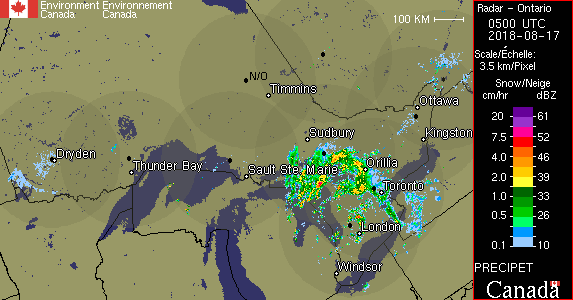 Environment Environnement
Canada Canada
Radar - Ontario
0500 UTC
2018-08-17
100 KM
Scale/Échelle:
3.5 km/Pixel
Snow/Neige
cm/hr dBZ
20 61
7.5 57
5.0 52
4.0 46
2.0 39
1.0 33
0.5 26
0.1 10
N/O
Timmins
Ottawa
Sudbury
Kingston
Dryden
Thunder Bay
Sault Ste. Marie
Orillia
Toronto
London
Windsor
PRECIPET
Canada